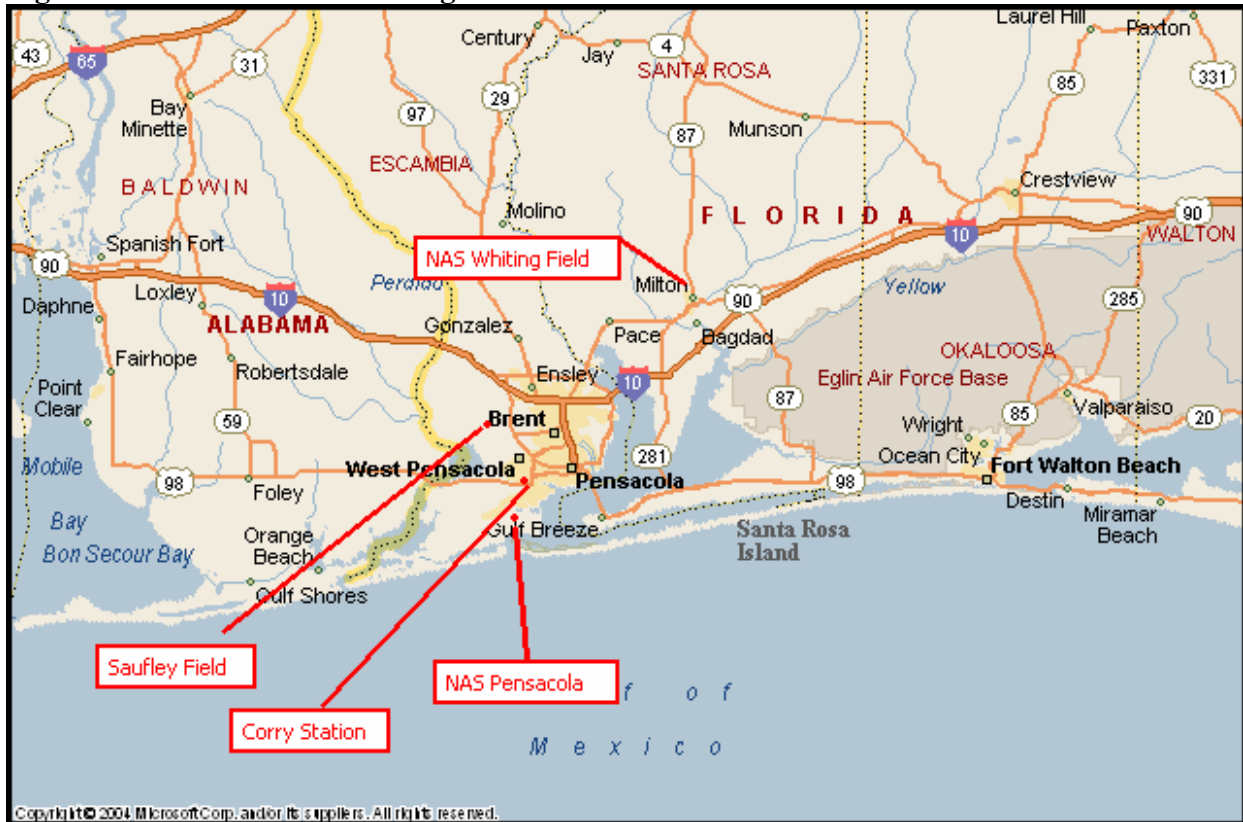 Laurel Hill
Paxton
Century
Jay
4
43
65
31
SANTA ROSA
85
331
29
Bay
Minette
97
87
Munson
ESCAMBIA
BALDWIN
Crestview
Molino
FLORIDA
90
Spanish Fort
NAS Whiting Field
10
WALTON
90
Perdido
Milton
Yellow
Loxley
10
90
285
Daphne
ALABAMA
Gonzalez
Pace
Bagdad
Fairhope
Robertsdale
Ensley
10
OKALOOSA
Eglin Air Force Base
Point
Clear
87
85
Valparaiso
59
Brent
Wright
20
Mobile
West Pensacola
281
Ocean City
Fort Walton Beach
98
Foley
Pensacola
98
Destin
Miramar
Beach
Bay
Orange
Beach
Gulf Breeze
Santa Rosa
Island
Bon Secour Bay
Gulf Shores
Saufley Field
NAS Pensacola
f of
Corry Station
Mexico
Copyright © 2004 Microsoft Corp. and/or its suppliers. All rights reserved.